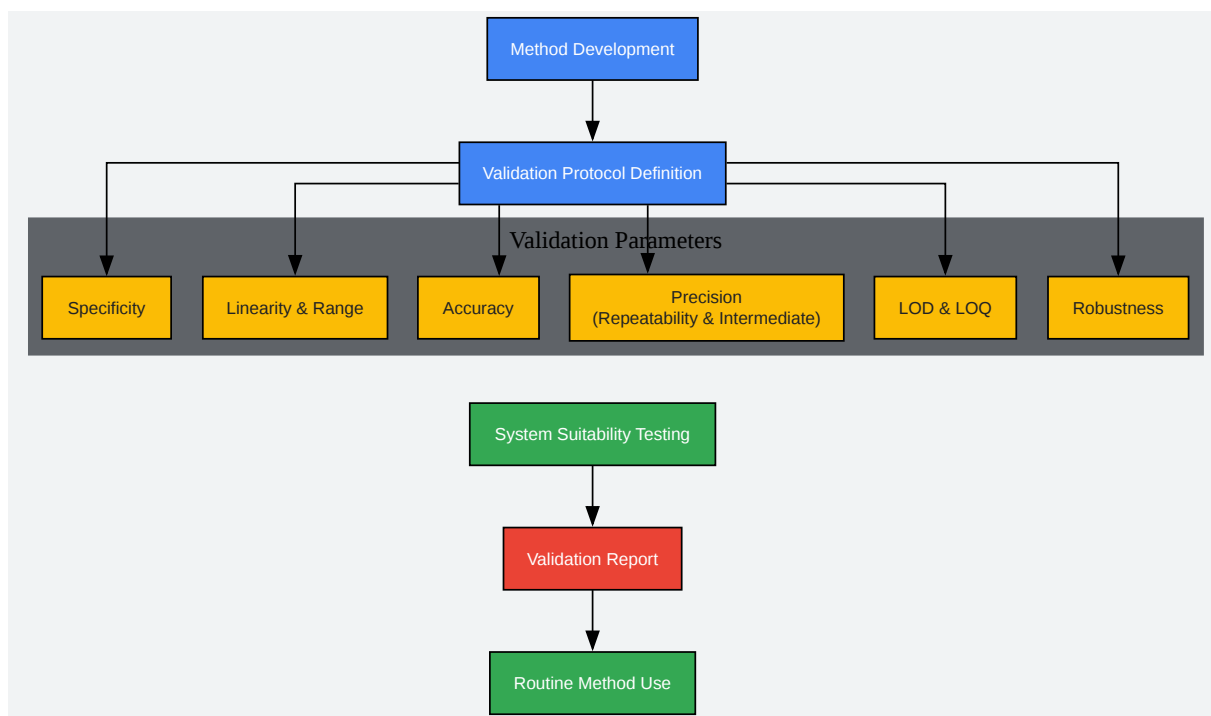 Method Development
Validation Protocol Definition
Validation Parameters
Specificity
Linearity & Range
Accuracy
Precision
(Repeatability & Intermediate)
LOD & LOQ
Robustness
System Suitability Testing
Validation Report
Routine Method Use